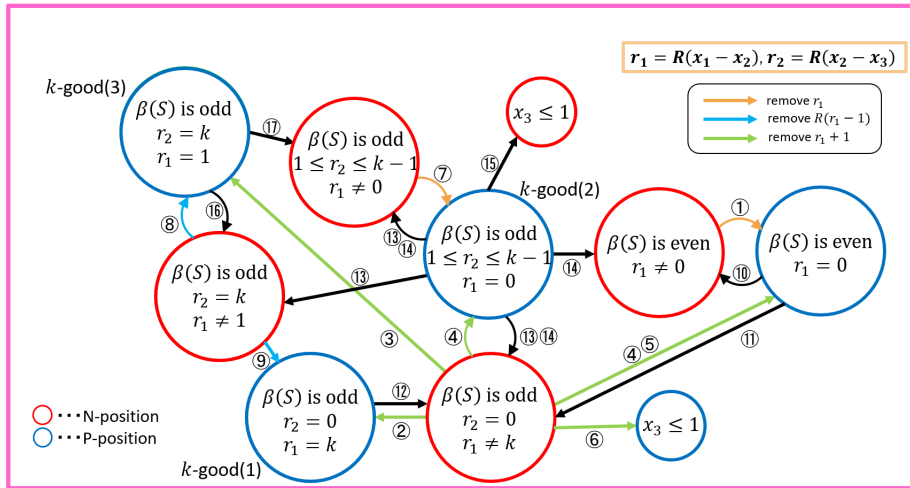 r₁ = R(x₁ − x₂), r₂ = R(x₂ − x₃)
remove r₁
remove R(r₁ − 1)
remove r₁ + 1
k-good(3)
β(S) is odd
r₂ = k
r₁ = 1
⑰
β(S) is odd
1 ≤ r₂ ≤ k − 1
r₁ ≠ 0
⑦
x₃ ≤ 1
⑮
k-good(2)
β(S) is odd
1 ≤ r₂ ≤ k − 1
r₁ = 0
⑬
⑭
⑭
β(S) is even
r₁ ≠ 0
①
β(S) is even
r₁ = 0
⑩
⑧
⑯
β(S) is odd
r₂ = k
r₁ ≠ 1
⑬
③
④
⑬⑭
④⑤
⑪
⑨
β(S) is odd
r₂ = 0
r₁ = k
k-good(1)
⑫
②
β(S) is odd
r₂ = 0
r₁ ≠ k
⑥
x₃ ≤ 1
･･･N-position
･･･P-position